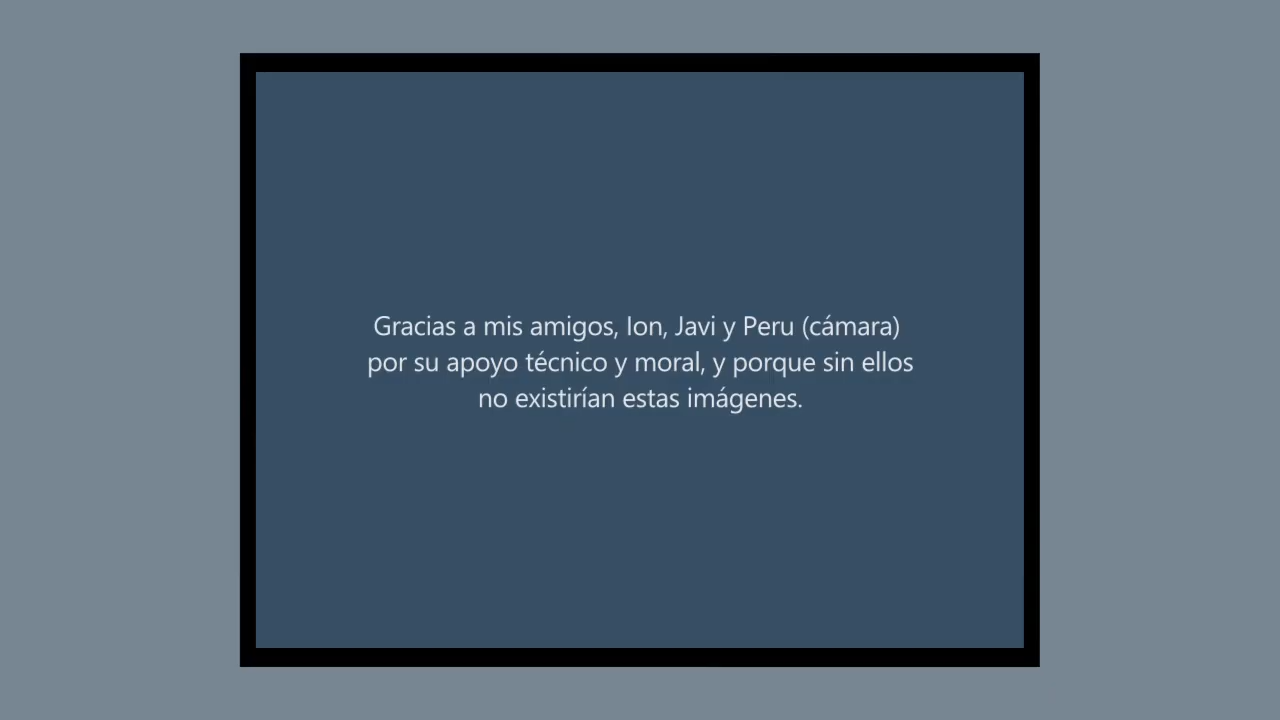 Gracias a mis amigos, Ion, Javi y Peru (cámara)
por su apoyo técnico y moral, y porque sin ellos
no existirían estas imágenes.